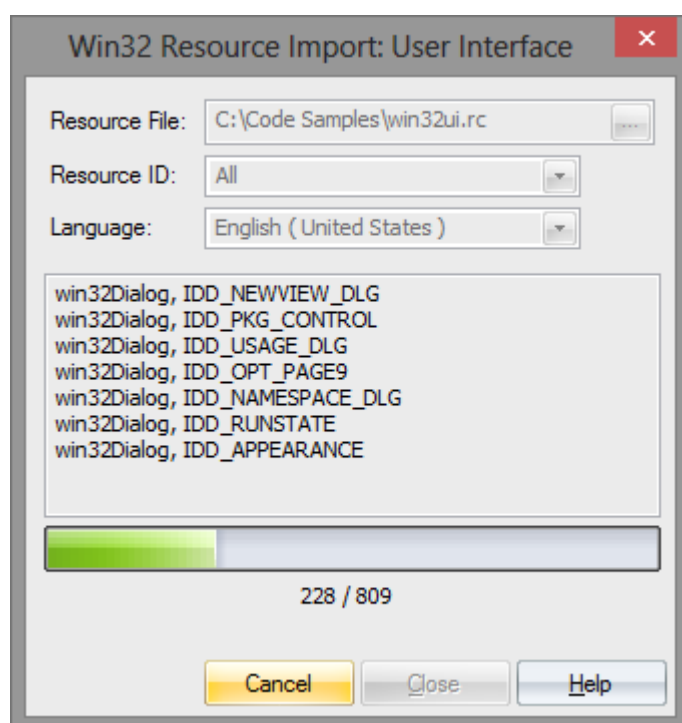 Win32 Resource Import: User Interface
Resource File: C:\Code Samples\win32ui.rc ...
Resource ID: All
Language: English ( United States )
win32Dialog, IDD_NEWVIEW_DLG
win32Dialog, IDD_PKG_CONTROL
win32Dialog, IDD_USAGE_DLG
win32Dialog, IDD_OPT_PAGE9
win32Dialog, IDD_NAMESPACE_DLG
win32Dialog, IDD_RUNSTATE
win32Dialog, IDD_APPEARANCE
228 / 809
Cancel Close Help